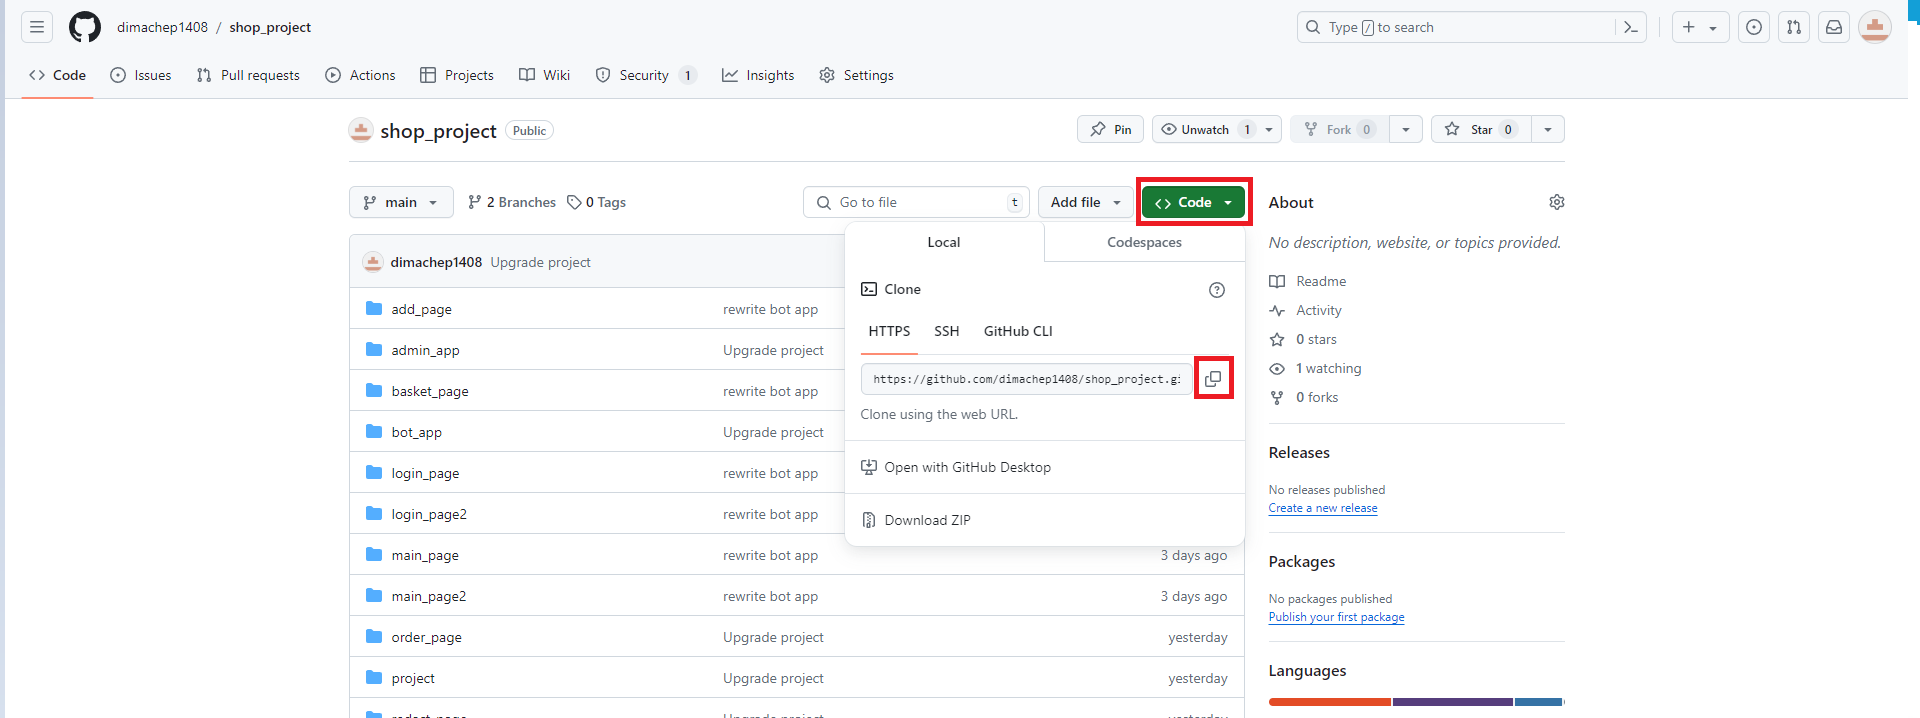 dimachep1408 / shop_project
Type / to search
Code Issues Pull requests Actions Projects Wiki Security 1 Insights Settings
shop_project Public
Pin Unwatch 1 Fork 0 Star 0
main 2 Branches 0 Tags Go to file t Add file Code
dimachep1408 Upgrade project
add_page rewrite bot app
admin_app Upgrade project
basket_page rewrite bot app
bot_app Upgrade project
login_page rewrite bot app
login_page2 rewrite bot app
main_page rewrite bot app 3 days ago
main_page2 rewrite bot app 3 days ago
order_page Upgrade project yesterday
project Upgrade project yesterday
Local Codespaces
Clone
HTTPS SSH GitHub CLI
https://github.com/dimachep1408/shop_project.gi
Clone using the web URL.
Open with GitHub Desktop
Download ZIP
About
No description, website, or topics provided.
Readme
Activity
0 stars
1 watching
0 forks
Releases
No releases published
Create a new release
Packages
No packages published
Publish your first package
Languages